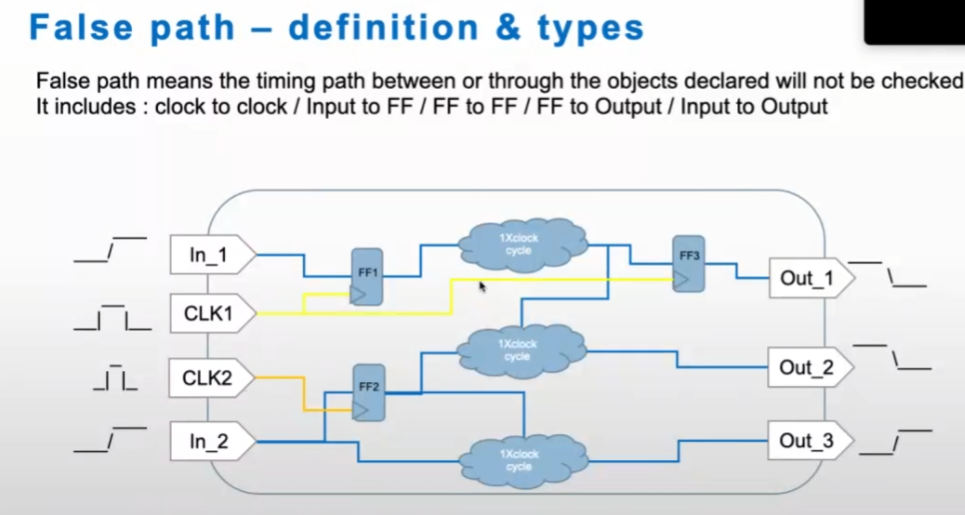 False path – definition & types
False path means the timing path between or through the objects declared will not be checked
It includes : clock to clock / Input to FF / FF to FF / FF to Output / Input to Output
In_1
FF1
1Xclock
cycle
FF3
Out_1
CLK1
1Xclock
cycle
Out_2
CLK2
FF2
In_2
1Xclock
cycle
Out_3